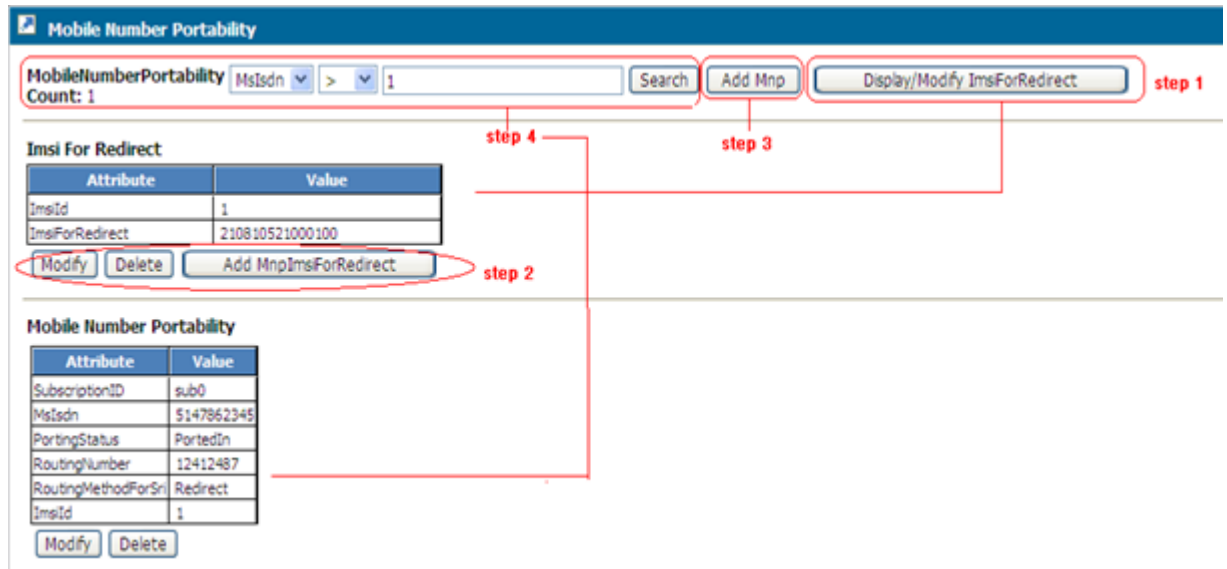 Mobile Number Portability
MobileNumberPortability MsIsdn > 1 Search Add Mnp Display/Modify ImsiForRedirect step 1
Count: 1
step 4 step 3
Imsi For Redirect
Attribute Value
ImsiId 1
ImsiForRedirect 210810521000100
Modify Delete Add MnpImsiForRedirect step 2
Mobile Number Portability
Attribute Value
SubscriptionID sub0
MsIsdn 5147862345
PortingStatus PortedIn
RoutingNumber 12412487
RoutingMethodForSri Redirect
ImsiId 1
Modify Delete